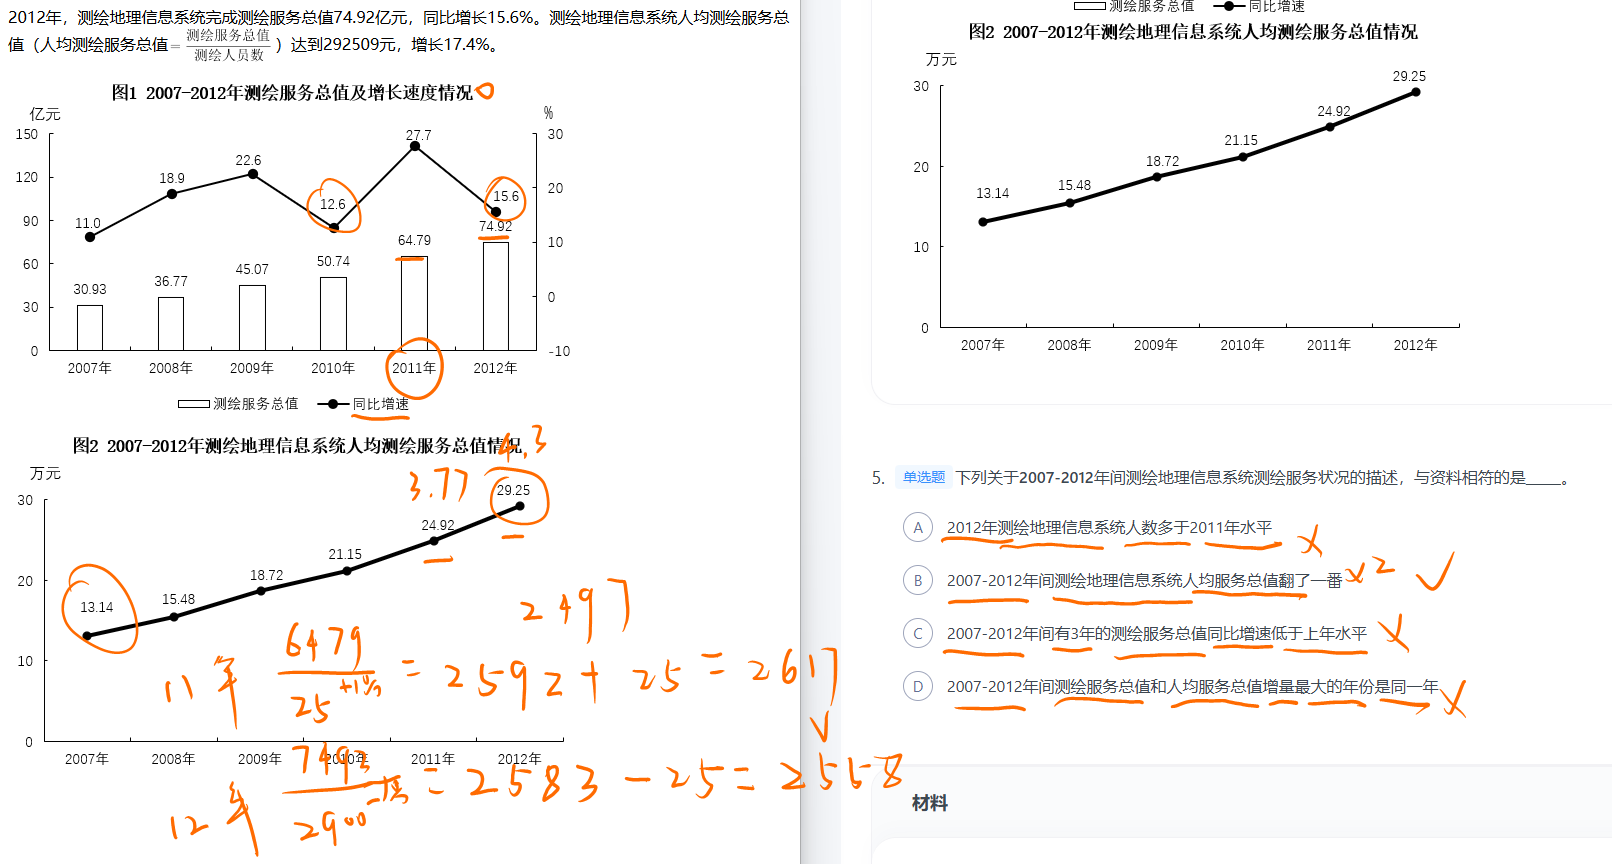 2012年，测绘地理信息系统完成测绘服务总值74.92亿元，同比增长15.6%。测绘地理信息系统人均测绘服务总
值（人均测绘服务总值=测绘服务总值/测绘人员数）达到292509元，增长17.4%。
图1 2007-2012年测绘服务总值及增长速度情况
亿元 %
150 30
27.7
22.6
120
18.9
20
12.6 15.6
90 11.0 74.92
10
64.79
60
50.74
45.07
36.77
30.93
30
0
0 -10
2007年 2008年 2009年 2010年 2011年 2012年
测绘服务总值 同比增速
图2 2007-2012年测绘地理信息系统人均测绘服务总值情况
4.3
万元
3.77
30
29.25
24.92
21.15
20
18.72
15.48
13.14
2497
10
11年 6479/25 +1% = 2592 + 25 = 2617
0
2007年 2008年 2009年 2010年 2011年 2012年
12年 7493/2900 = 2583 - 25 = 2558
测绘服务总值 同比增速
图2 2007-2012年测绘地理信息系统人均测绘服务总值情况
万元
30
29.25
24.92
21.15
20
18.72
15.48
13.14
10
0
2007年 2008年 2009年 2010年 2011年 2012年
5. 单选题 下列关于2007-2012年间测绘地理信息系统测绘服务状况的描述，与资料相符的是_____。
A 2012年测绘地理信息系统人数多于2011年水平 ×
B 2007-2012年间测绘地理信息系统人均服务总值翻了一番 ×2 ✓
C 2007-2012年间有3年的测绘服务总值同比增速低于上年水平 ×
D 2007-2012年间测绘服务总值和人均服务总值增量最大的年份是同一年 ×
材料